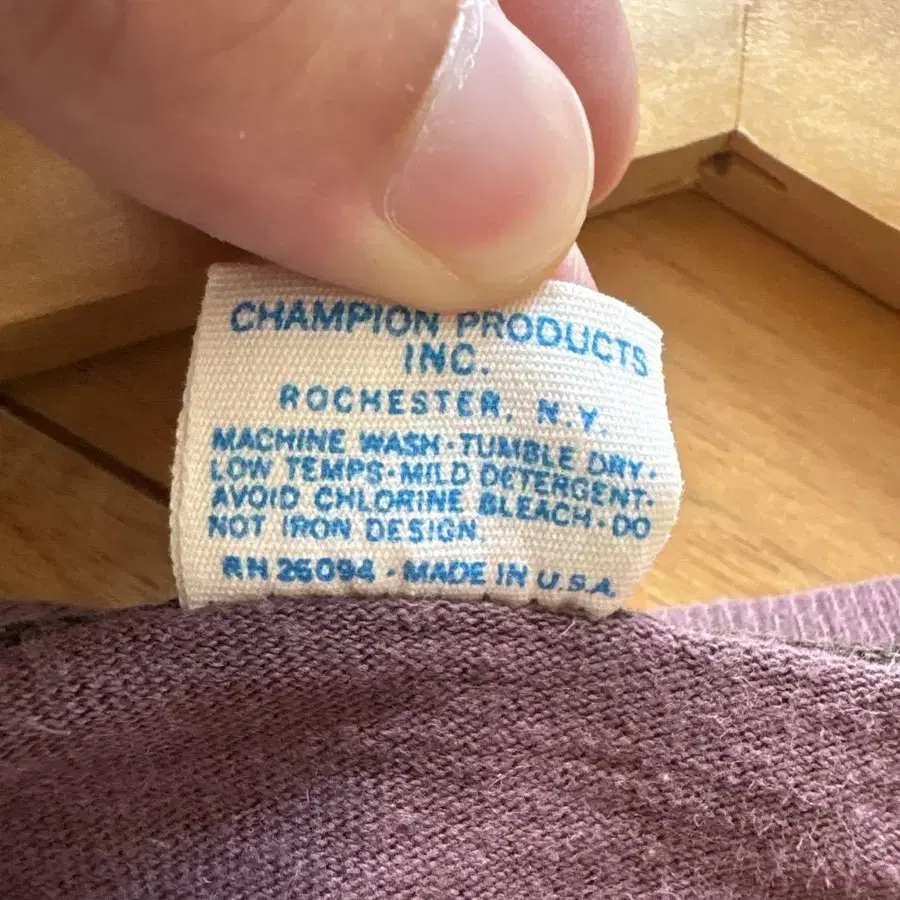 CHAMPION PRODUCTS
INC.
ROCHESTER, N.Y.
MACHINE WASH·TUMBLE DRY·
LOW TEMPS·MILD DETERGENT·
AVOID CHLORINE BLEACH·DO
NOT IRON DESIGN.
RN 26094 · MADE IN U.S.A.